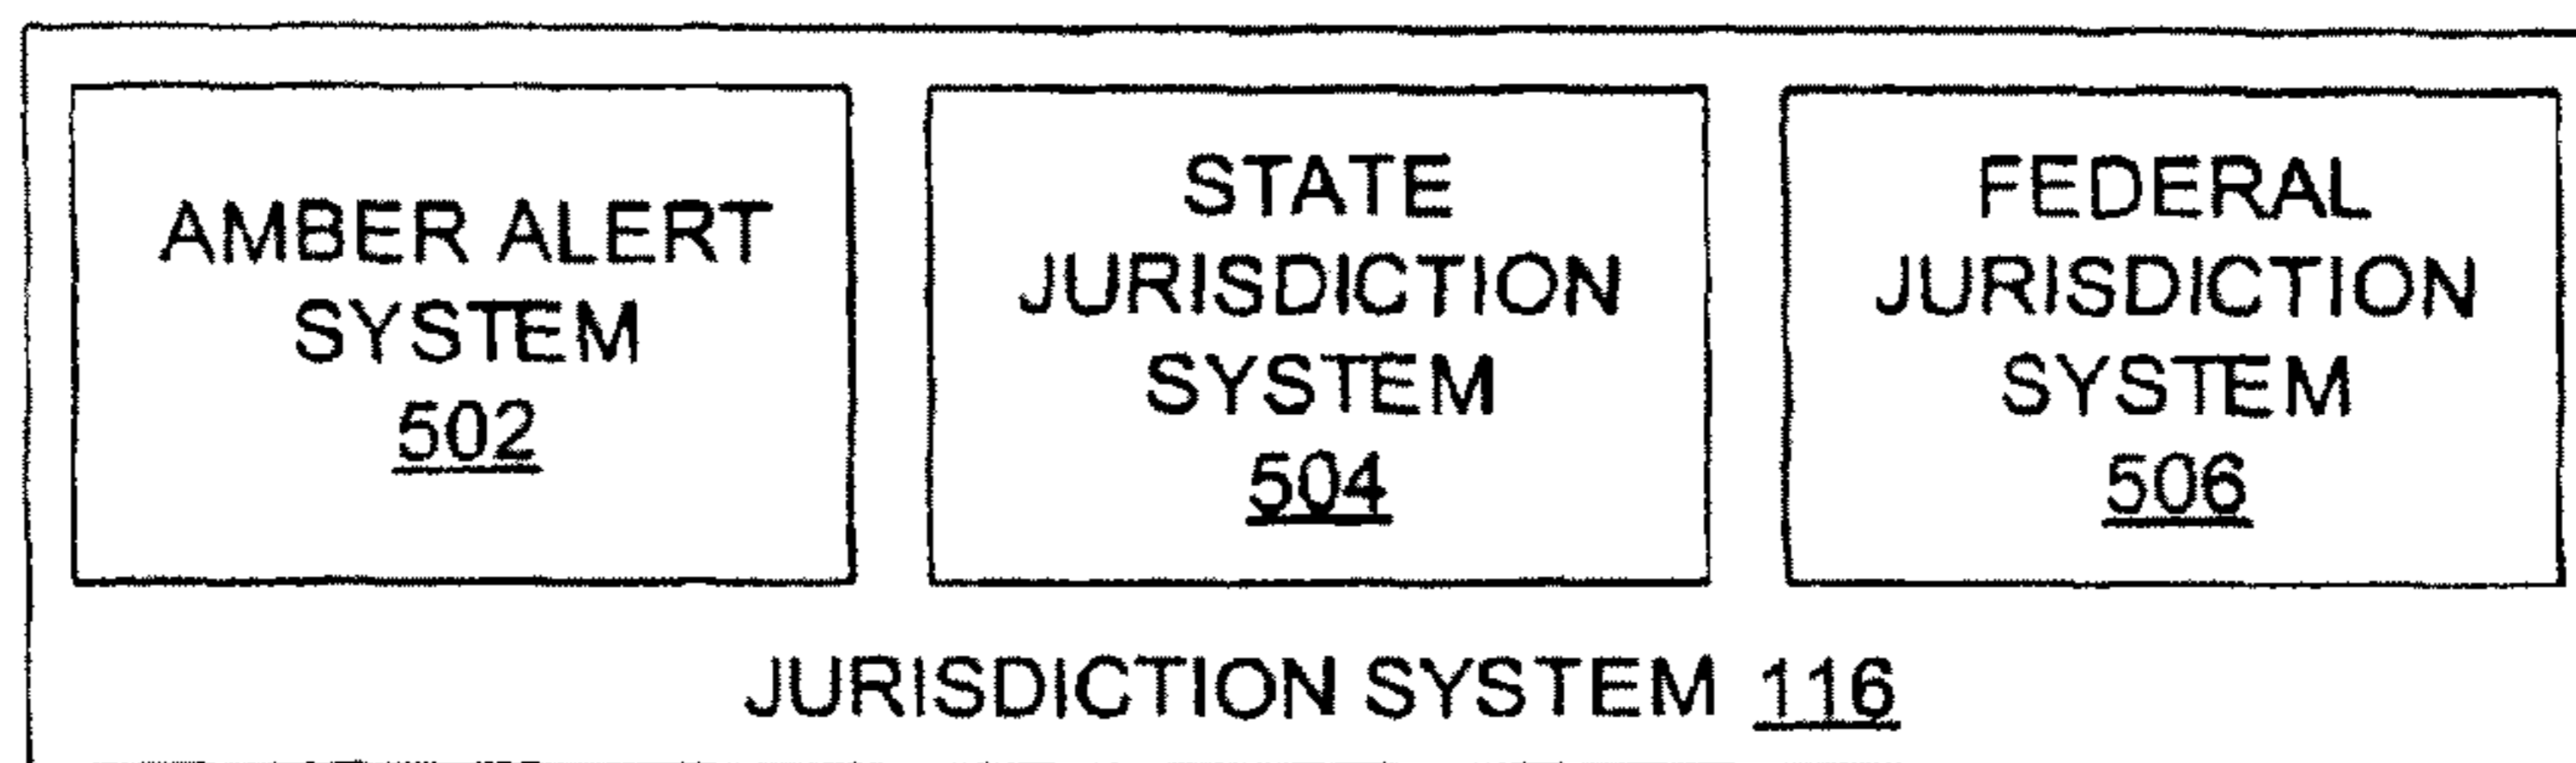 AMBER ALERT
SYSTEM
502
STATE
JURISDICTION
SYSTEM
504
FEDERAL
JURISDICTION
SYSTEM
506
JURISDICTION SYSTEM 116